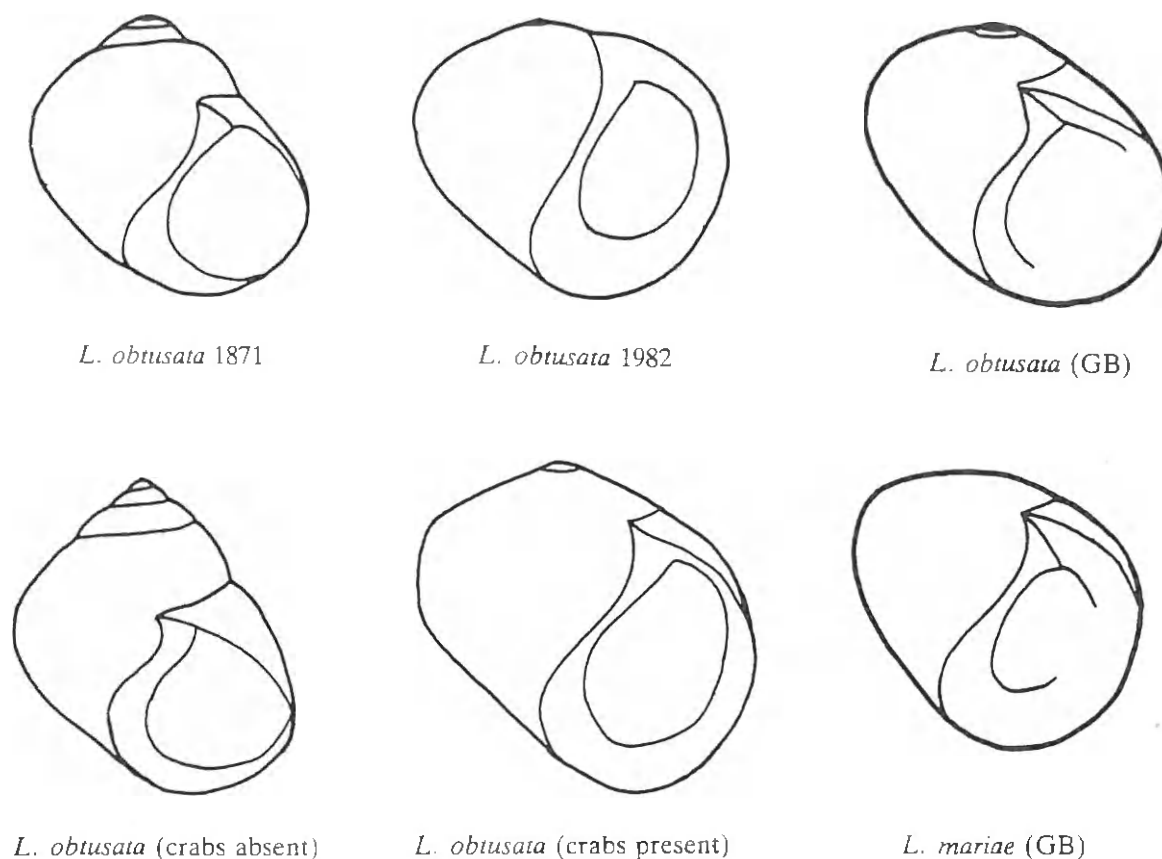 L. obtusata 1871
L. obtusata 1982
L. obtusata (GB)
L. obtusata (crabs absent)
L. obtusata (crabs present)
L. mariae (GB)